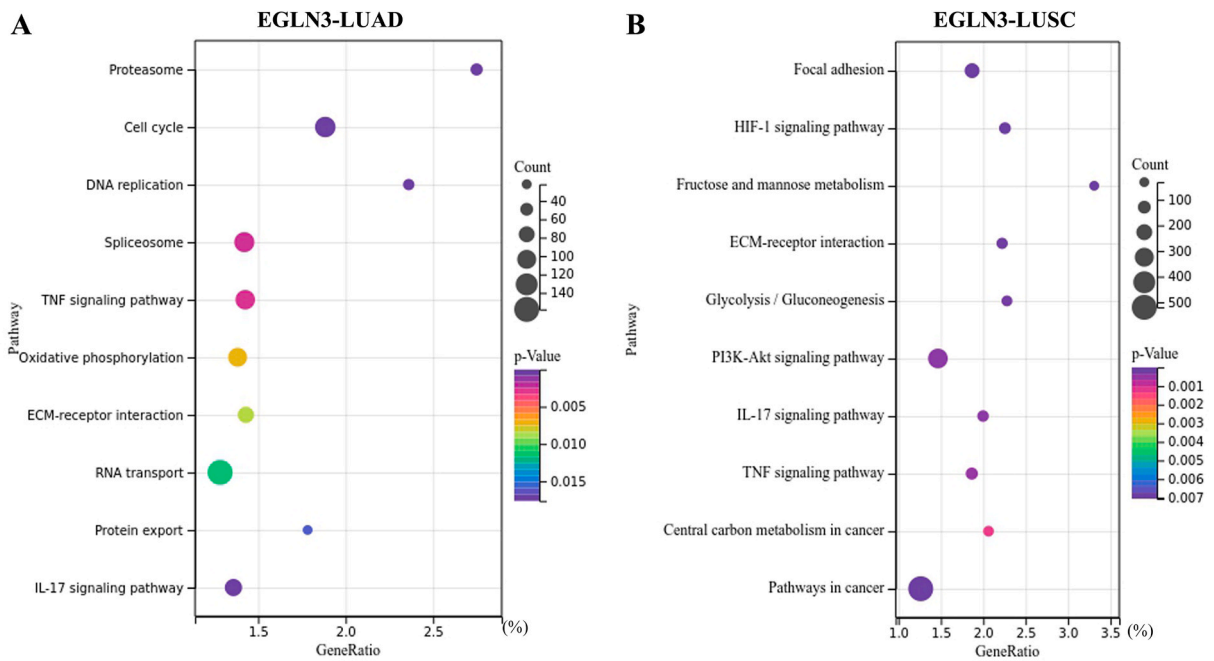 A
EGLN3-LUAD
Pathway
Proteasome
Cell cycle
DNA replication
Spliceosome
TNF signaling pathway
Oxidative phosphorylation
ECM-receptor interaction
RNA transport
Protein export
IL-17 signaling pathway
1.5 2.0 2.5 (%)
GeneRatio
Count
40
60
80
100
120
140
p-Value
0.005
0.010
0.015
B
EGLN3-LUSC
Pathway
Focal adhesion
HIF-1 signaling pathway
Fructose and mannose metabolism
ECM-receptor interaction
Glycolysis / Gluconeogenesis
PI3K-Akt signaling pathway
IL-17 signaling pathway
TNF signaling pathway
Central carbon metabolism in cancer
Pathways in cancer
1.0 1.5 2.0 2.5 3.0 3.5 (%)
GeneRatio
Count
100
200
300
400
500
p-Value
0.001
0.002
0.003
0.004
0.005
0.006
0.007